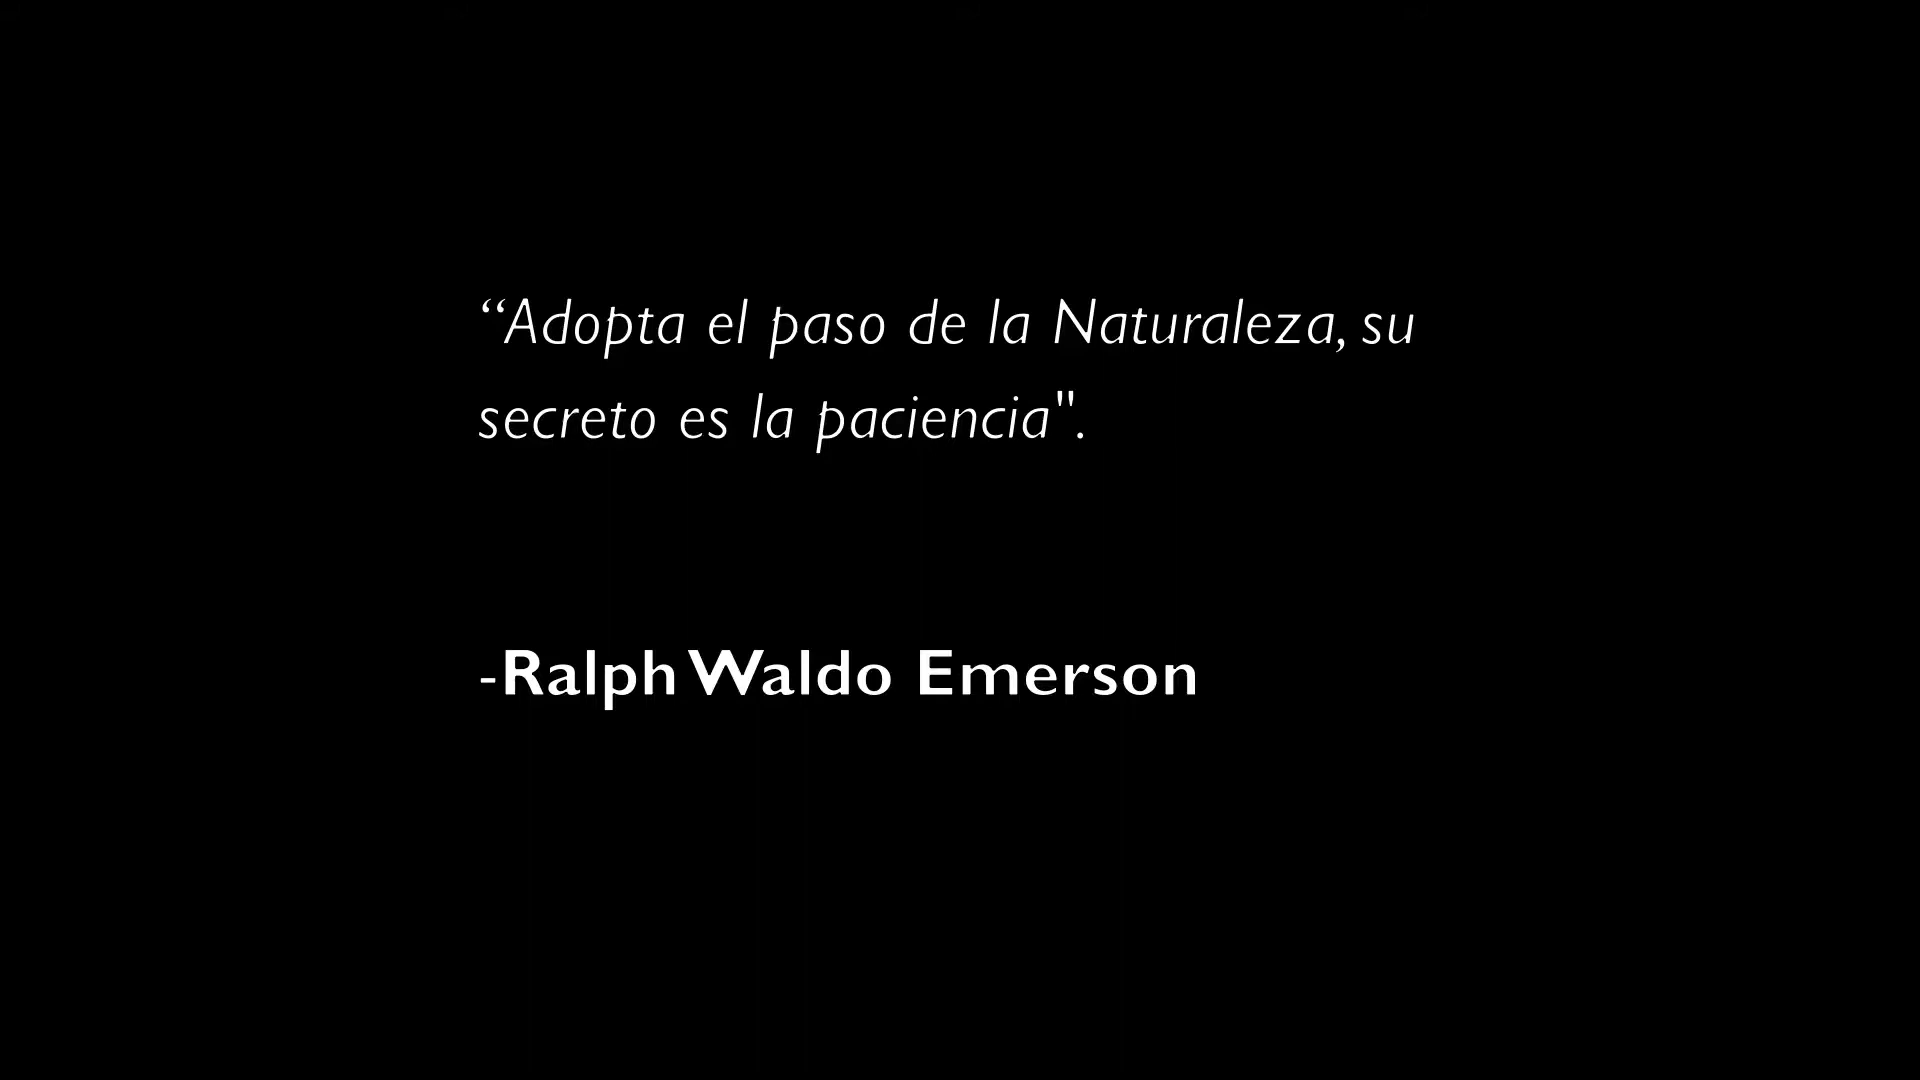 “Adopta el paso de la Naturaleza, su
secreto es la paciencia".
-Ralph Waldo Emerson